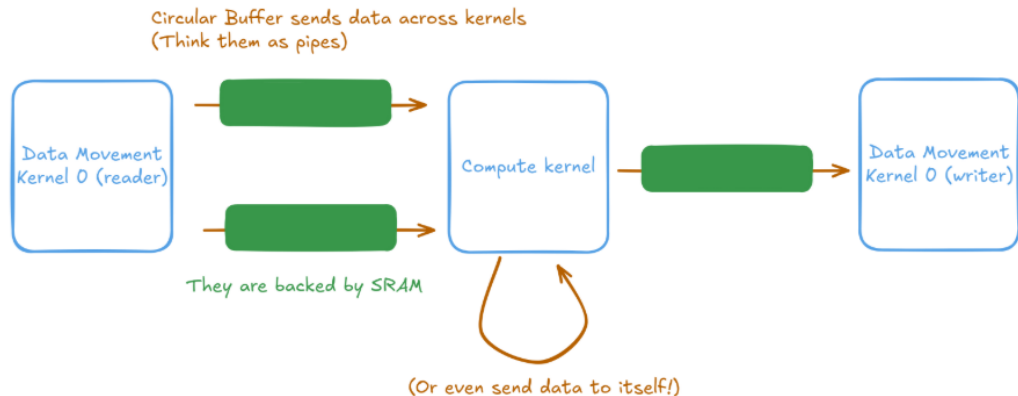 Circular Buffer sends data across kernels
(Think them as pipes)
Data Movement
Kernel 0 (reader)
Compute kernel
Data Movement
Kernel 0 (writer)
They are backed by SRAM
(Or even send data to itself!)